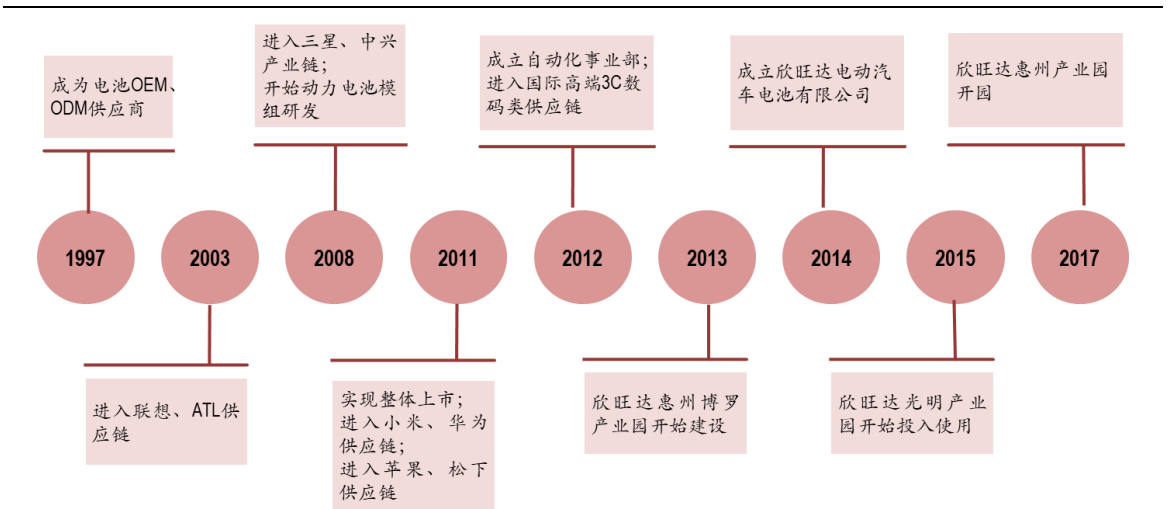 成为电池OEM、
ODM供应商
进入三星、中兴
产业链;
开始动力电池模
组研发
成立自动化事业部;
进入国际高端3C数
码类供应链
成立欣旺达电动汽
车电池有限公司
欣旺达惠州产业园
开园
1997
2003
2008
2011
2012
2013
2014
2015
2017
进入联想、ATL供
应链
实现整体上市;
进入小米、华为
供应链;
进入苹果、松下
供应链
欣旺达惠州博罗
产业园开始建设
欣旺达光明产业
园开始投入使用